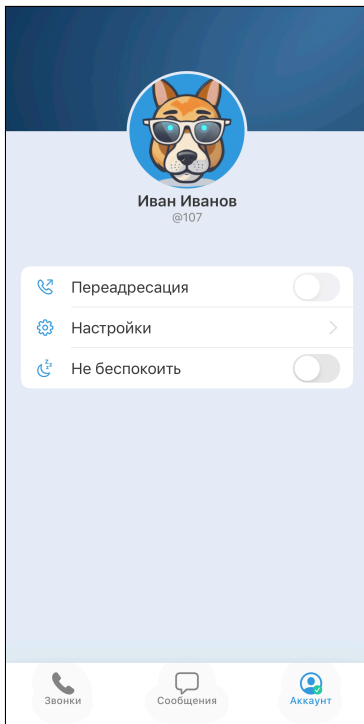 Иван Иванов
@107
Переадресация
Настройки
Не беспокоить
Звонки
Сообщения
Аккаунт